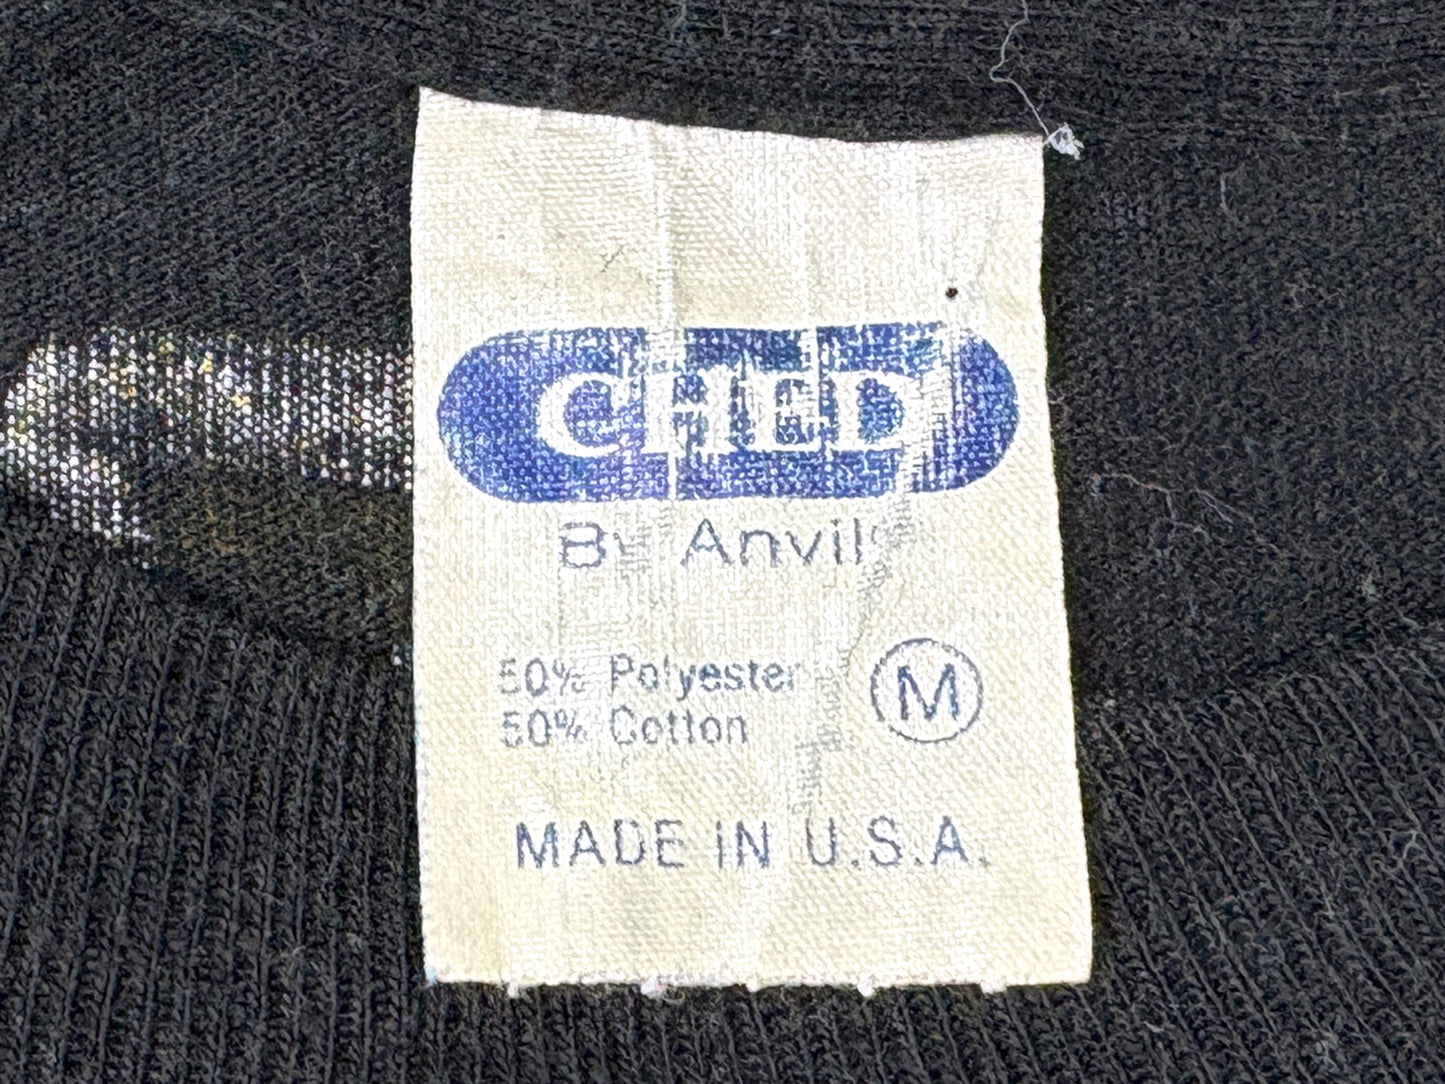 CHED
By Anvil®
50% Polyester
50% Cotton
M
MADE IN U.S.A.